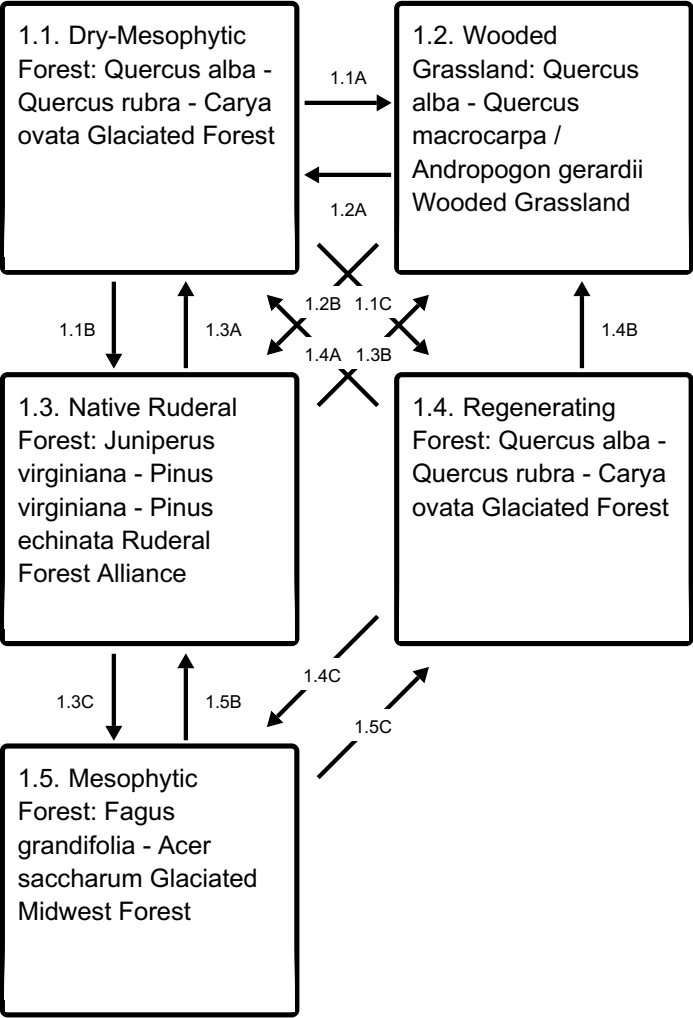 1.1. Dry-Mesophytic
Forest: Quercus alba -
Quercus rubra - Carya
ovata Glaciated Forest
1.1A
1.2. Wooded
Grassland: Quercus
alba - Quercus
macrocarpa /
Andropogon gerardii
Wooded Grassland
1.2A
1.1B
1.3A
1.2B
1.1C
1.4A
1.3B
1.4B
1.3. Native Ruderal
Forest: Juniperus
virginiana - Pinus
virginiana - Pinus
echinata Ruderal
Forest Alliance
1.4. Regenerating
Forest: Quercus alba -
Quercus rubra - Carya
ovata Glaciated Forest
1.3C
1.5B
1.4C
1.5C
1.5. Mesophytic
Forest: Fagus
grandifolia - Acer
saccharum Glaciated
Midwest Forest